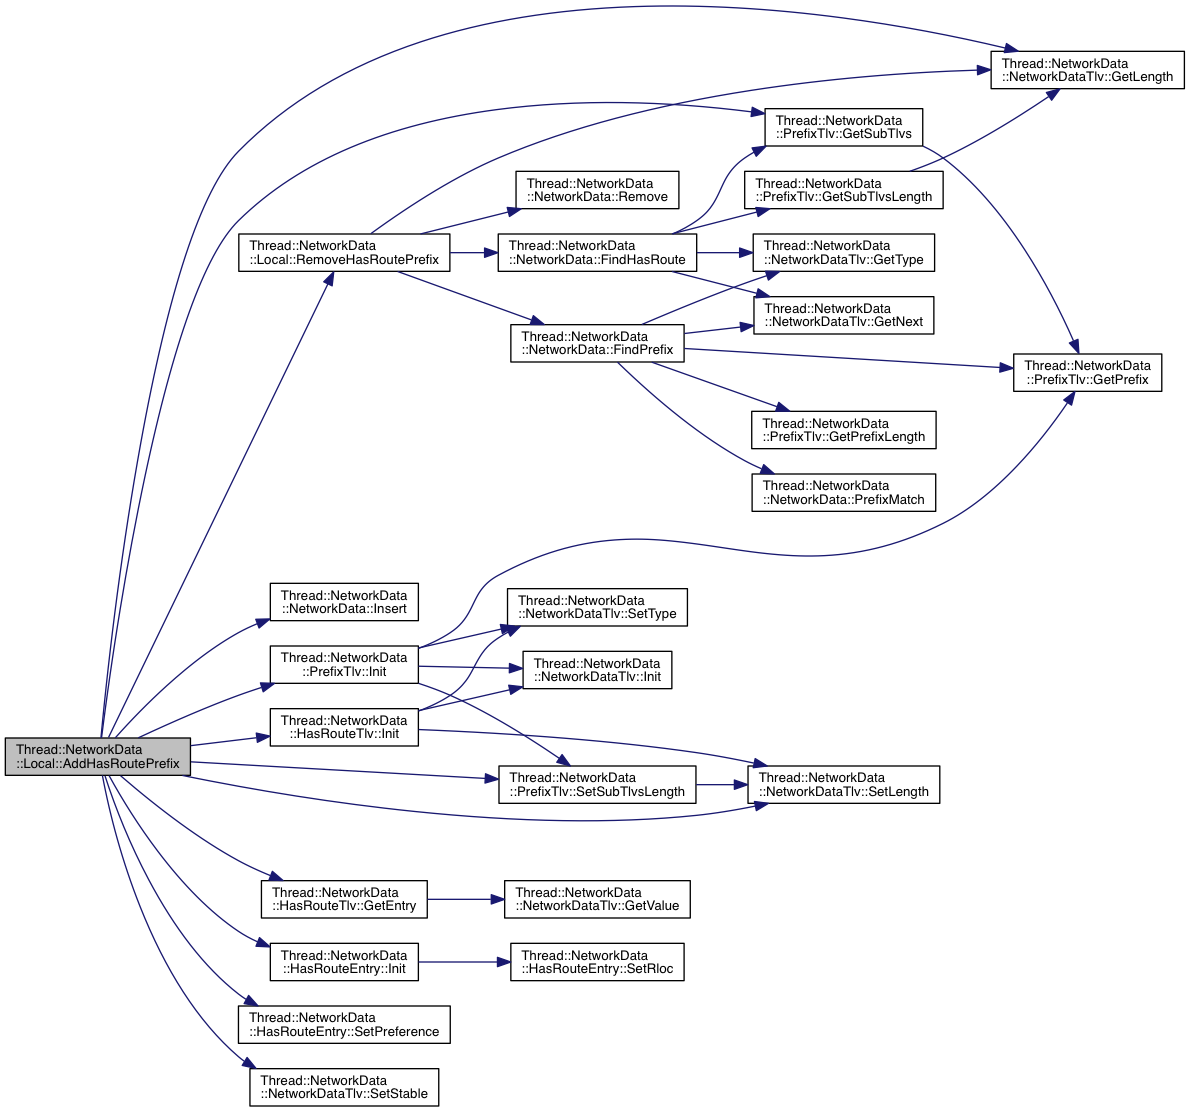 Thread::NetworkData
::NetworkDataTlv::GetLength
Thread::NetworkData
::PrefixTlv::GetSubTlvs
Thread::NetworkData
::NetworkData::Remove
Thread::NetworkData
::PrefixTlv::GetSubTlvsLength
Thread::NetworkData
::Local::RemoveHasRoutePrefix
Thread::NetworkData
::NetworkData::FindHasRoute
Thread::NetworkData
::NetworkDataTlv::GetType
Thread::NetworkData
::NetworkDataTlv::GetNext
Thread::NetworkData
::NetworkData::FindPrefix
Thread::NetworkData
::PrefixTlv::GetPrefix
Thread::NetworkData
::PrefixTlv::GetPrefixLength
Thread::NetworkData
::NetworkData::PrefixMatch
Thread::NetworkData
::NetworkData::Insert
Thread::NetworkData
::NetworkDataTlv::SetType
Thread::NetworkData
::PrefixTlv::Init
Thread::NetworkData
::NetworkDataTlv::Init
Thread::NetworkData
::HasRouteTlv::Init
Thread::NetworkData
::Local::AddHasRoutePrefix
Thread::NetworkData
::PrefixTlv::SetSubTlvsLength
Thread::NetworkData
::NetworkDataTlv::SetLength
Thread::NetworkData
::HasRouteTlv::GetEntry
Thread::NetworkData
::NetworkDataTlv::GetValue
Thread::NetworkData
::HasRouteEntry::Init
Thread::NetworkData
::HasRouteEntry::SetRloc
Thread::NetworkData
::HasRouteEntry::SetPreference
Thread::NetworkData
::NetworkDataTlv::SetStable